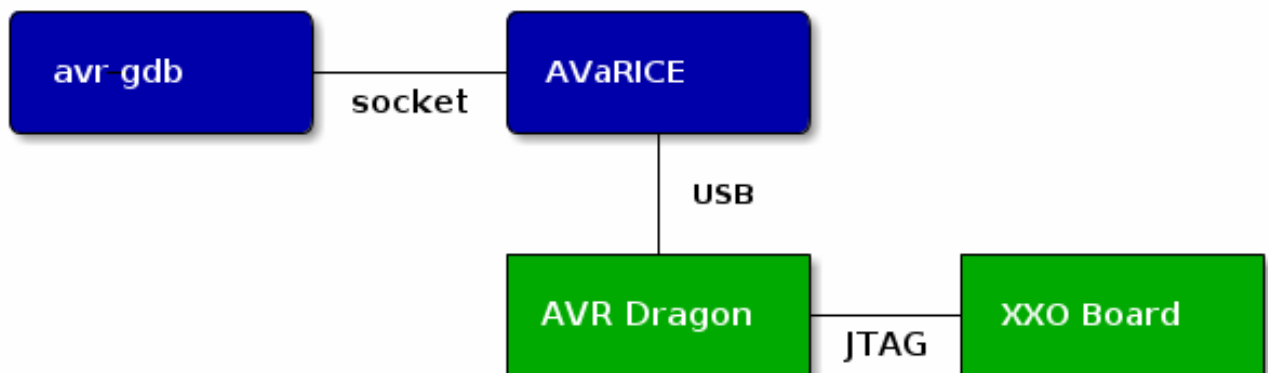 avr-gdb
AVaRICE
socket
USB
AVR Dragon
XXO Board
JTAG